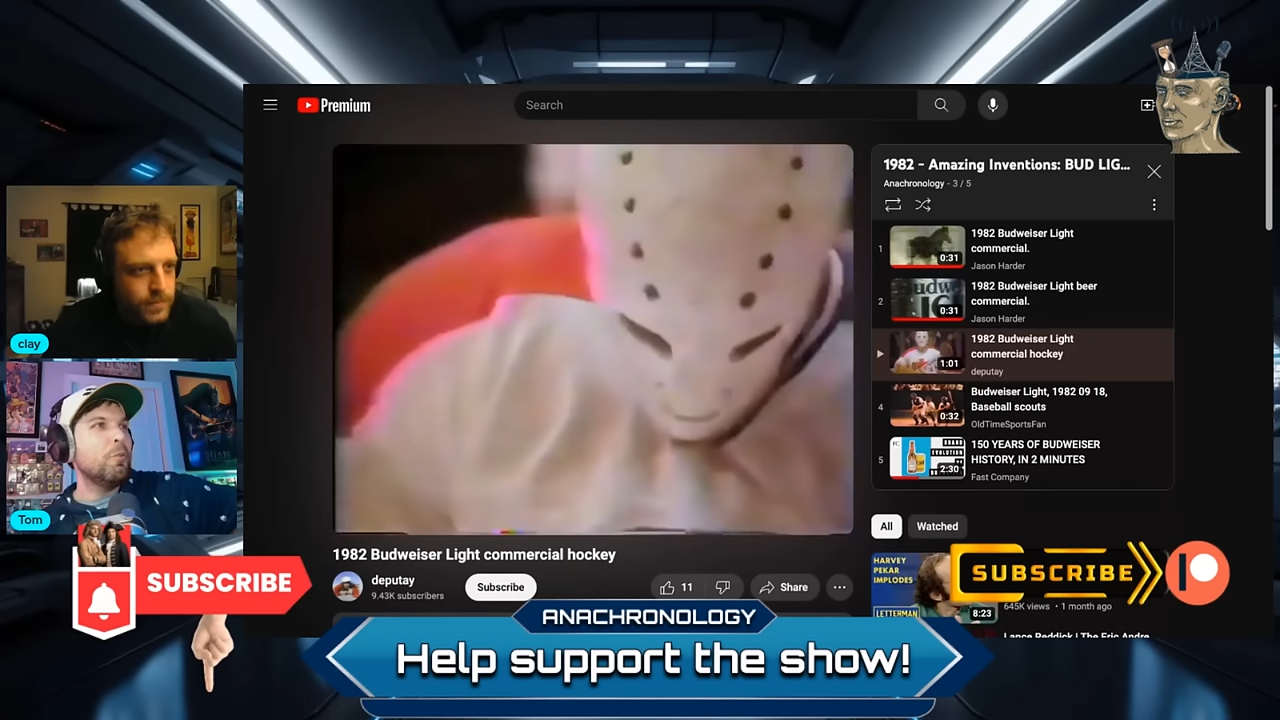 Premium
Search
1982 - Amazing Inventions: BUD LIG...
Anachronology - 3 / 5
1
0:31
1982 Budweiser Light
commercial.
Jason Harder
2
0:31
1982 Budweiser Light beer
commercial.
Jason Harder
1:01
1982 Budweiser Light
commercial hockey
deputay
4
0:32
Budweiser Light, 1982 09 18,
Baseball scouts
OldTimeSportsFan
5
2:30
150 YEARS OF BUDWEISER
HISTORY, IN 2 MINUTES
Fast Company
clay
Tom
All
Watched
1982 Budweiser Light commercial hockey
deputay
9.43K subscribers
Subscribe
11
Share
HARVEY
PEKAR
IMPLODES
LETTERMAN
8:23
645K views • 1 month ago
Lance Reddick | The Eric Andre
SUBSCRIBE
SUBSCRIBE
ANACHRONOLOGY
Help support the show!